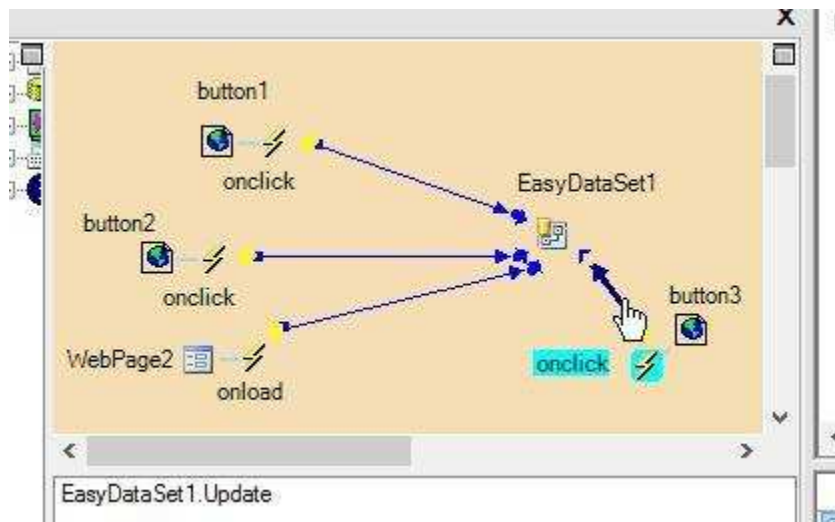 X
button1
onclick
EasyDataSet1
button2
onclick
button3
WebPage2
onclick
onload
EasyDataSet1.Update